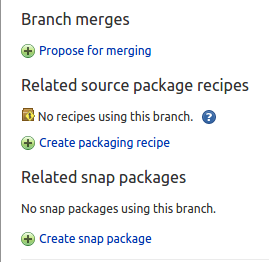 Branch merges
Propose for merging
Related source package recipes
No recipes using this branch.
Create packaging recipe
Related snap packages
No snap packages using this branch.
Create snap package